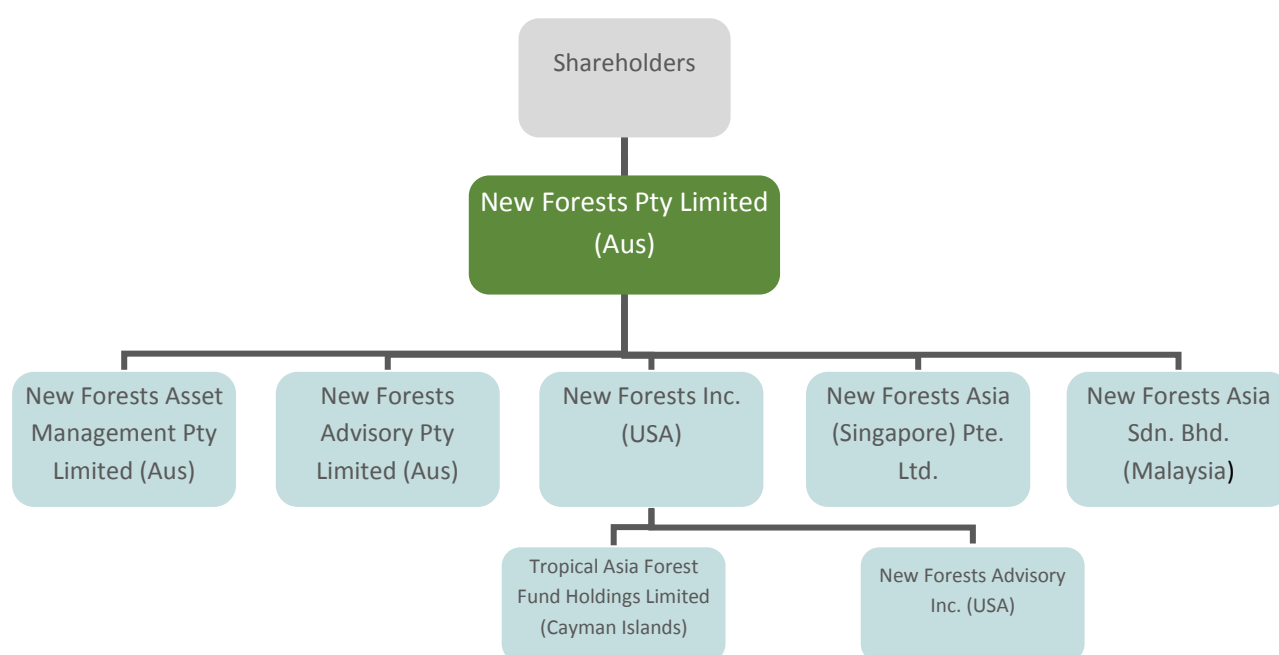 Shareholders
New Forests Pty Limited
(Aus)
New Forests Asset
Management Pty
Limited (Aus)
New Forests
Advisory Pty
Limited (Aus)
New Forests Inc.
(USA)
New Forests Asia
(Singapore) Pte.
Ltd.
New Forests Asia
Sdn. Bhd.
(Malaysia)
Tropical Asia Forest
Fund Holdings Limited
(Cayman Islands)
New Forests Advisory
Inc. (USA)